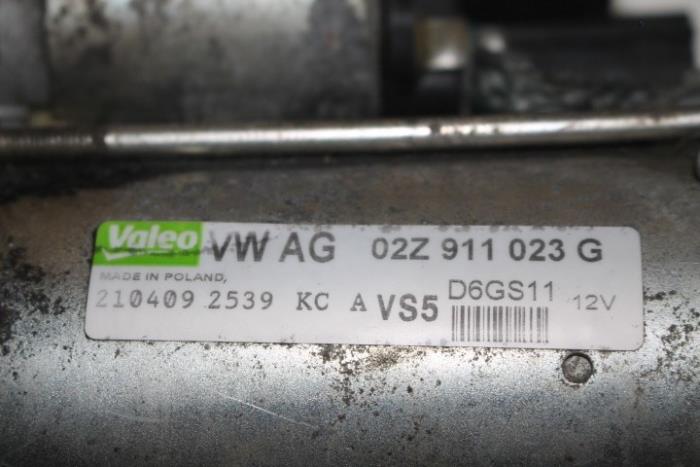 Valeo VW AG 02Z 911 023 G
MADE IN POLAND,
210409 2539 KC A VS5 D6GS11 12V